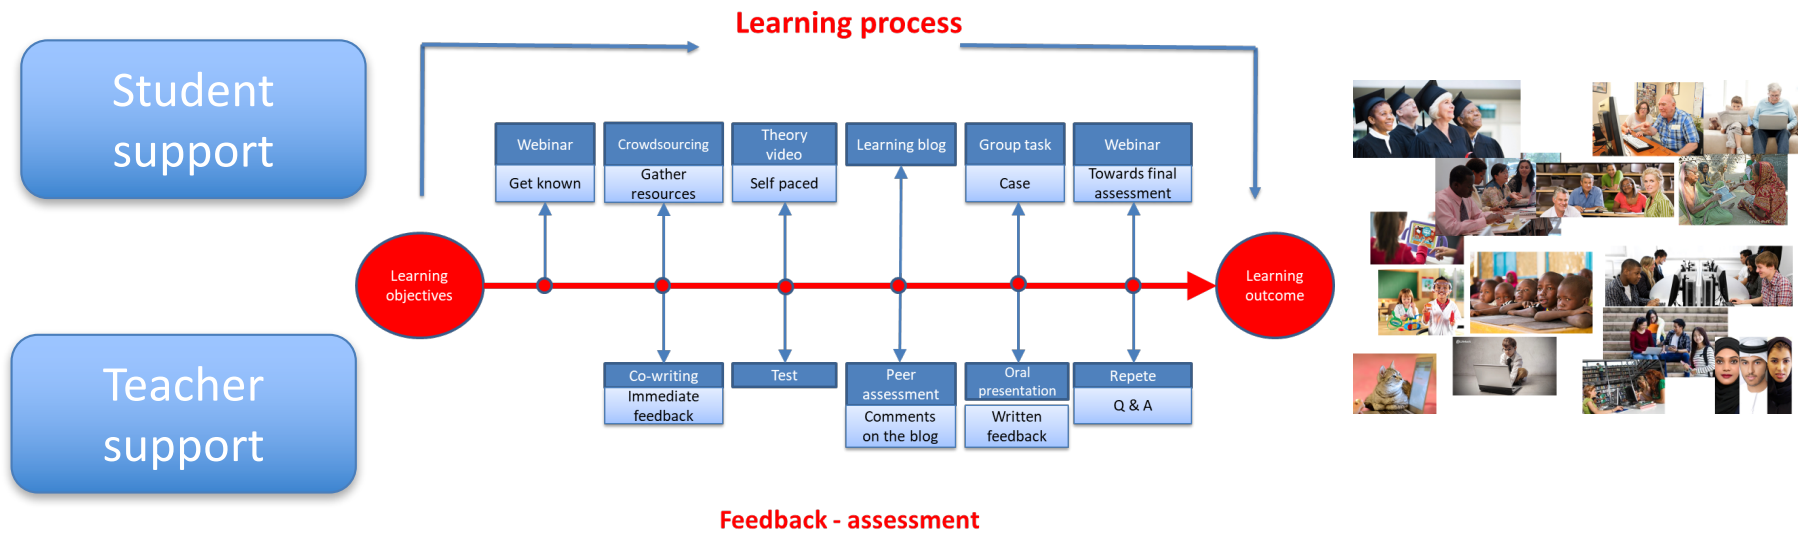 Learning process
Student
support
Teacher
support
Webinar
Get known
Crowdsourcing
Gather
resources
Theory
video
Self paced
Learning blog
Group task
Case
Webinar
Towards final
assessment
Learning
objectives
Learning
outcome
Co-writing
Immediate
feedback
Test
Peer
assessment
Comments
on the blog
Oral
presentation
Written
feedback
Repete
Q & A
Feedback - assessment